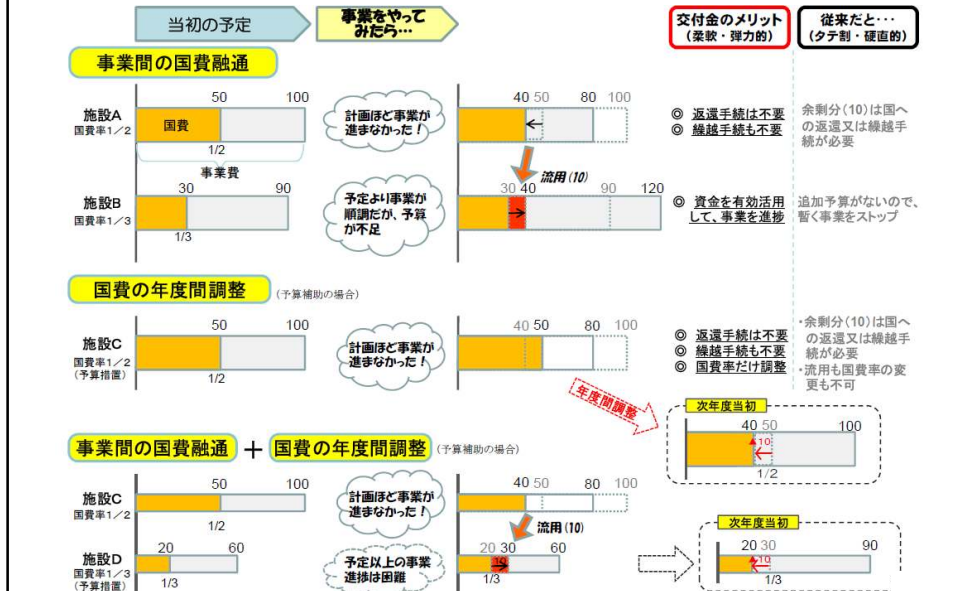 当初の予定
事業をやって
みたら…
交付金のメリット
（柔軟・弾力的）
従来だと･･･
（タテ割・硬直的）
事業間の国費融通
施設A
国費率1／2
50
100
国費
1/2
事業費
計画ほど事業が
進まなかった！
40
50
80
100
流用(10)
◎ 返還手続は不要
◎ 繰越手続も不要
余剰分(10)は国へ
の返還又は繰越手
続が必要
施設B
国費率1／3
30
90
1/3
予定より事業が
順調だが、予算
が不足
30
40
90
120
◎ 資金を有効活用
して、事業を進捗
追加予算がないので、
暫く事業をストップ
国費の年度間調整
（予算補助の場合）
施設C
国費率1／2
(予算措置)
50
100
1/2
計画ほど事業が
進まなかった！
40
50
80
100
◎ 返還手続は不要
◎ 繰越手続も不要
◎ 国費率だけ調整
･余剰分(10)は国へ
の返還又は繰越手
続が必要
･流用も国費率の変
更も不可
年度間調整
次年度当初
40
50
100
10
1/2
事業間の国費融通
＋
国費の年度間調整
（予算補助の場合）
施設C
国費率1／2
50
100
1/2
計画ほど事業が
進まなかった！
40
50
80
100
流用(10)
施設D
国費率1／3
(予算措置)
20
60
1/3
予定以上の事業
進捗は困難
20
30
60
10
1/3
次年度当初
20
30
90
10
1/3